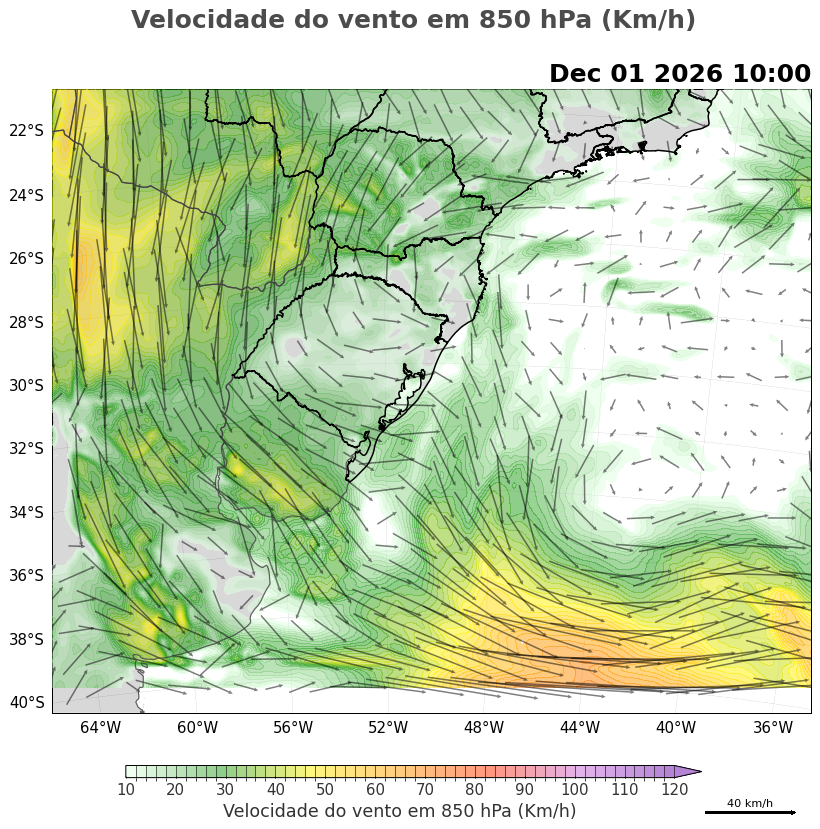 Velocidade do vento em 850 hPa (Km/h)
Dec 01 2026 10:00
22°S
24°S
26°S
28°S
30°S
32°S
34°S
36°S
38°S
40°S
64°W 60°W 56°W 52°W 48°W 44°W 40°W 36°W
10 20 30 40 50 60 70 80 90 100 110 120
Velocidade do vento em 850 hPa (Km/h)
40 km/h